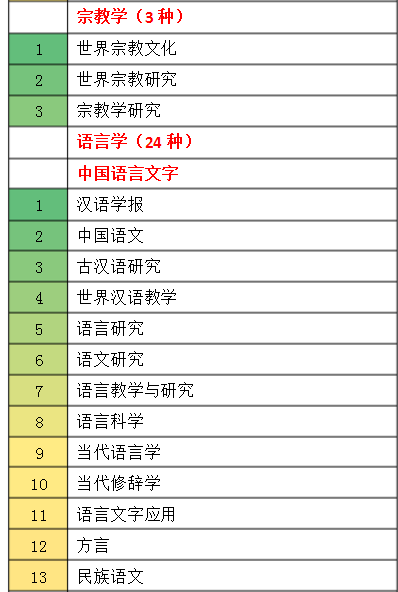 宗教学（3 种）
1 世界宗教文化
2 世界宗教研究
3 宗教学研究
语言学（24 种）
中国语言文字
1 汉语学报
2 中国语文
3 古汉语研究
4 世界汉语教学
5 语言研究
6 语文研究
7 语言教学与研究
8 语言科学
9 当代语言学
10 当代修辞学
11 语言文字应用
12 方言
13 民族语文